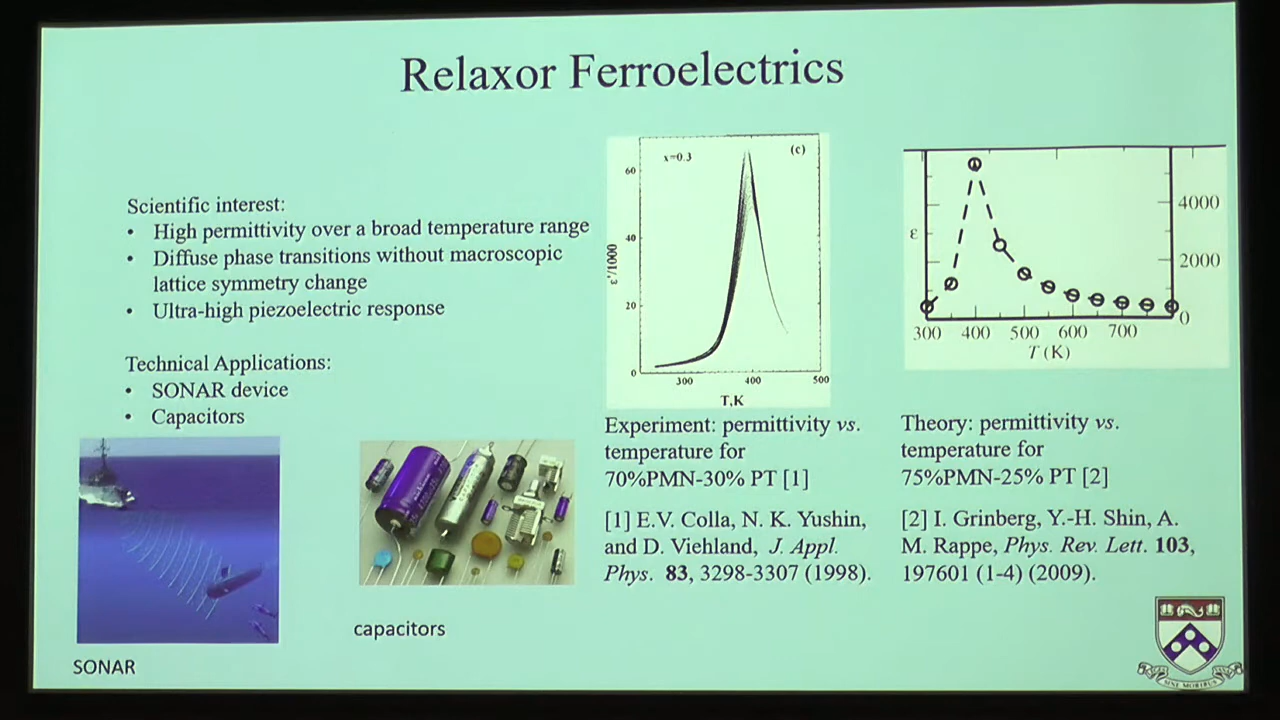 Relaxor Ferroelectrics
Scientific interest:
• High permittivity over a broad temperature range
• Diffuse phase transitions without macroscopic
lattice symmetry change
• Ultra-high piezoelectric response
Technical Applications:
• SONAR device
• Capacitors
SONAR
capacitors
x=0.3
(c)
60
40
20
0
ε'/1000
300
400
500
T,K
Experiment: permittivity vs.
temperature for
70%PMN-30% PT [1]
[1] E.V. Colla, N. K. Yushin,
and D. Viehland, J. Appl.
Phys. 83, 3298-3307 (1998).
ε
4000
2000
0
300
400
500
600
700
T (K)
Theory: permittivity vs.
temperature for
75%PMN-25% PT [2]
[2] I. Grinberg, Y.-H. Shin, A.
M. Rappe, Phys. Rev. Lett. 103,
197601 (1-4) (2009).